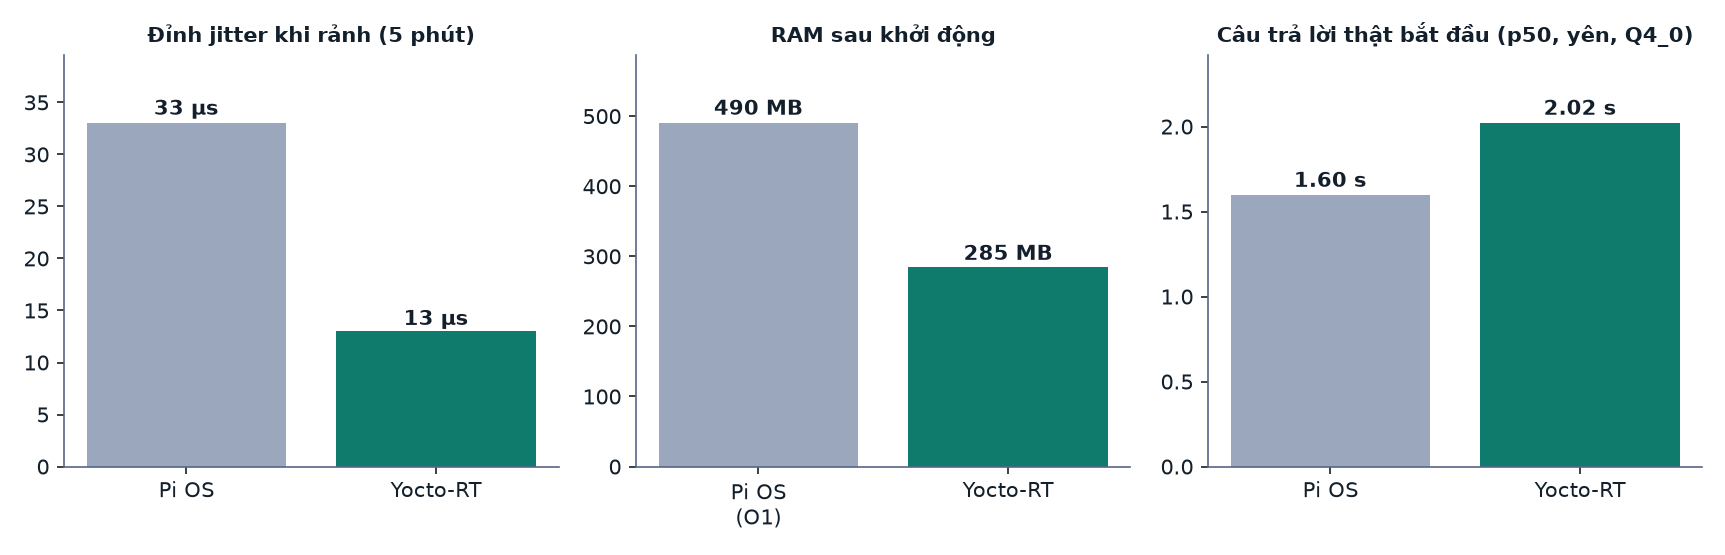 Đỉnh jitter khi rảnh (5 phút)
35
30
25
20
15
10
5
0
33 µs
13 µs
Pi OS
Yocto-RT
RAM sau khởi động
500
400
300
200
100
0
490 MB
285 MB
Pi OS
(O1)
Yocto-RT
Câu trả lời thật bắt đầu (p50, yên, Q4_0)
2.0
1.5
1.0
0.5
0.0
1.60 s
2.02 s
Pi OS
Yocto-RT